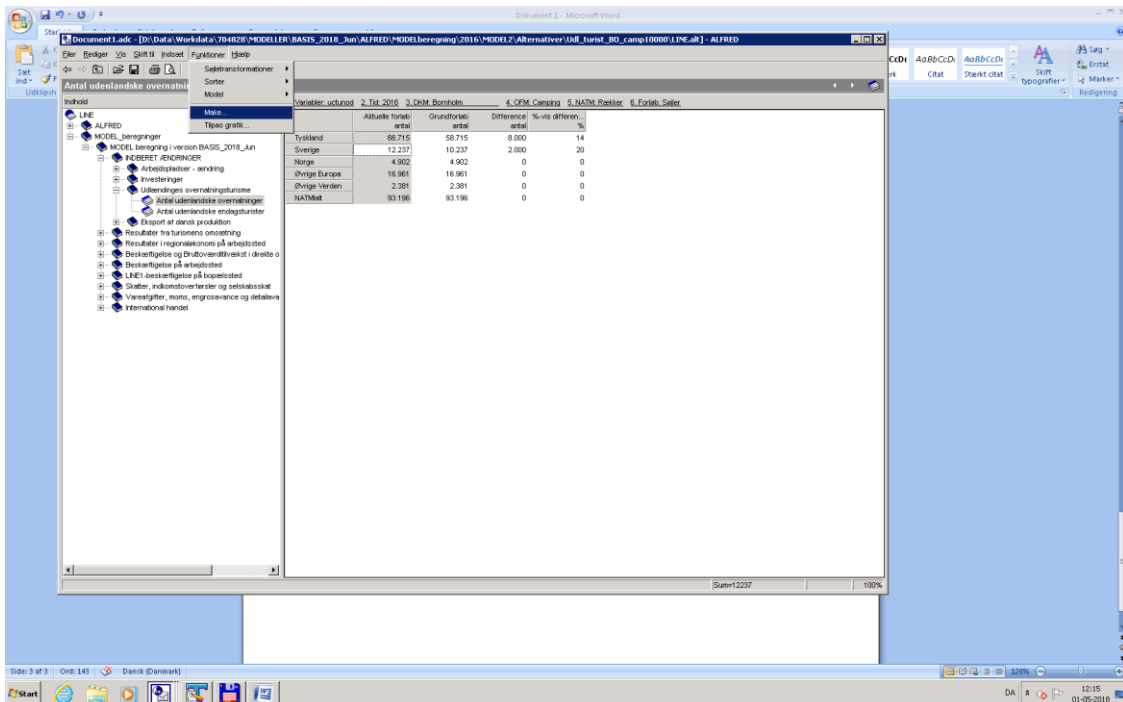 Dokument 1 - Microsoft Word
Start
Document1.adc - [D:\Data\Workdata\704828\MODELLER\BASIS_2018_Jun\ALFRED\MODELberegning\2016\MODEL2\Alternativer\Udl_turist_BO_camp10000\LINE.alt] - ALFRED
Filer Rediger Vis Skift til Indsæt Funktioner Hjælp
Sæt
ind
Udklipsh
Søjletransformationer
Sorter
Model
Make...
Tilpas grafik...
AaBbCcDc AaBbCcDc
Citat Stærkt citat
Skift
typografier
Søg
Erstat
Marker
Redigering
Antal udenlandske overnatni
Indhold
LINE
ALFRED
MODEL_beregninger
MODEL beregning i version BASIS_2018_Jun
INDBERET ÆNDRINGER
Arbejdspladser - ændring
Investeringer
Udlændinges overnatningsturisme
Antal udenlandske overnatninger
Antal udenlandske endagsturister
Eksport af dansk produktion
Resultater fra turismens omsætning
Resultater i regionaløkonomi på arbejdssted
Beskæftigelse og Bruttoværditilvækst i direkte o
Beskæftigelse på arbejdssted
LINE1-beskæftigelse på bopælssted
Skatter, indkomstoverførsler og selskabsskat
Vareafgifter, moms, engrosavance og detailava
International handel
Variabler: uctunod 2. Tid: 2016 3. DKM: Bornholm 4. OFM: Camping 5. NATM: Rækker 6. Forløb: Søjler
Aktuelle forløb Grundforløb Difference %-vis differen...
antal antal antal %
Tyskland 66.715 58.715 8.000 14
Sverige 12.237 10.237 2.000 20
Norge 4.902 4.902 0 0
Øvrige Europa 16.961 16.961 0 0
Øvrige Verden 2.381 2.381 0 0
NATMialt 93.196 93.196 0 0
Sum=12237 100%
Side: 3 af 3 Ord: 143 Dansk (Danmark) 120%
Start DA 12:15
01-05-2018